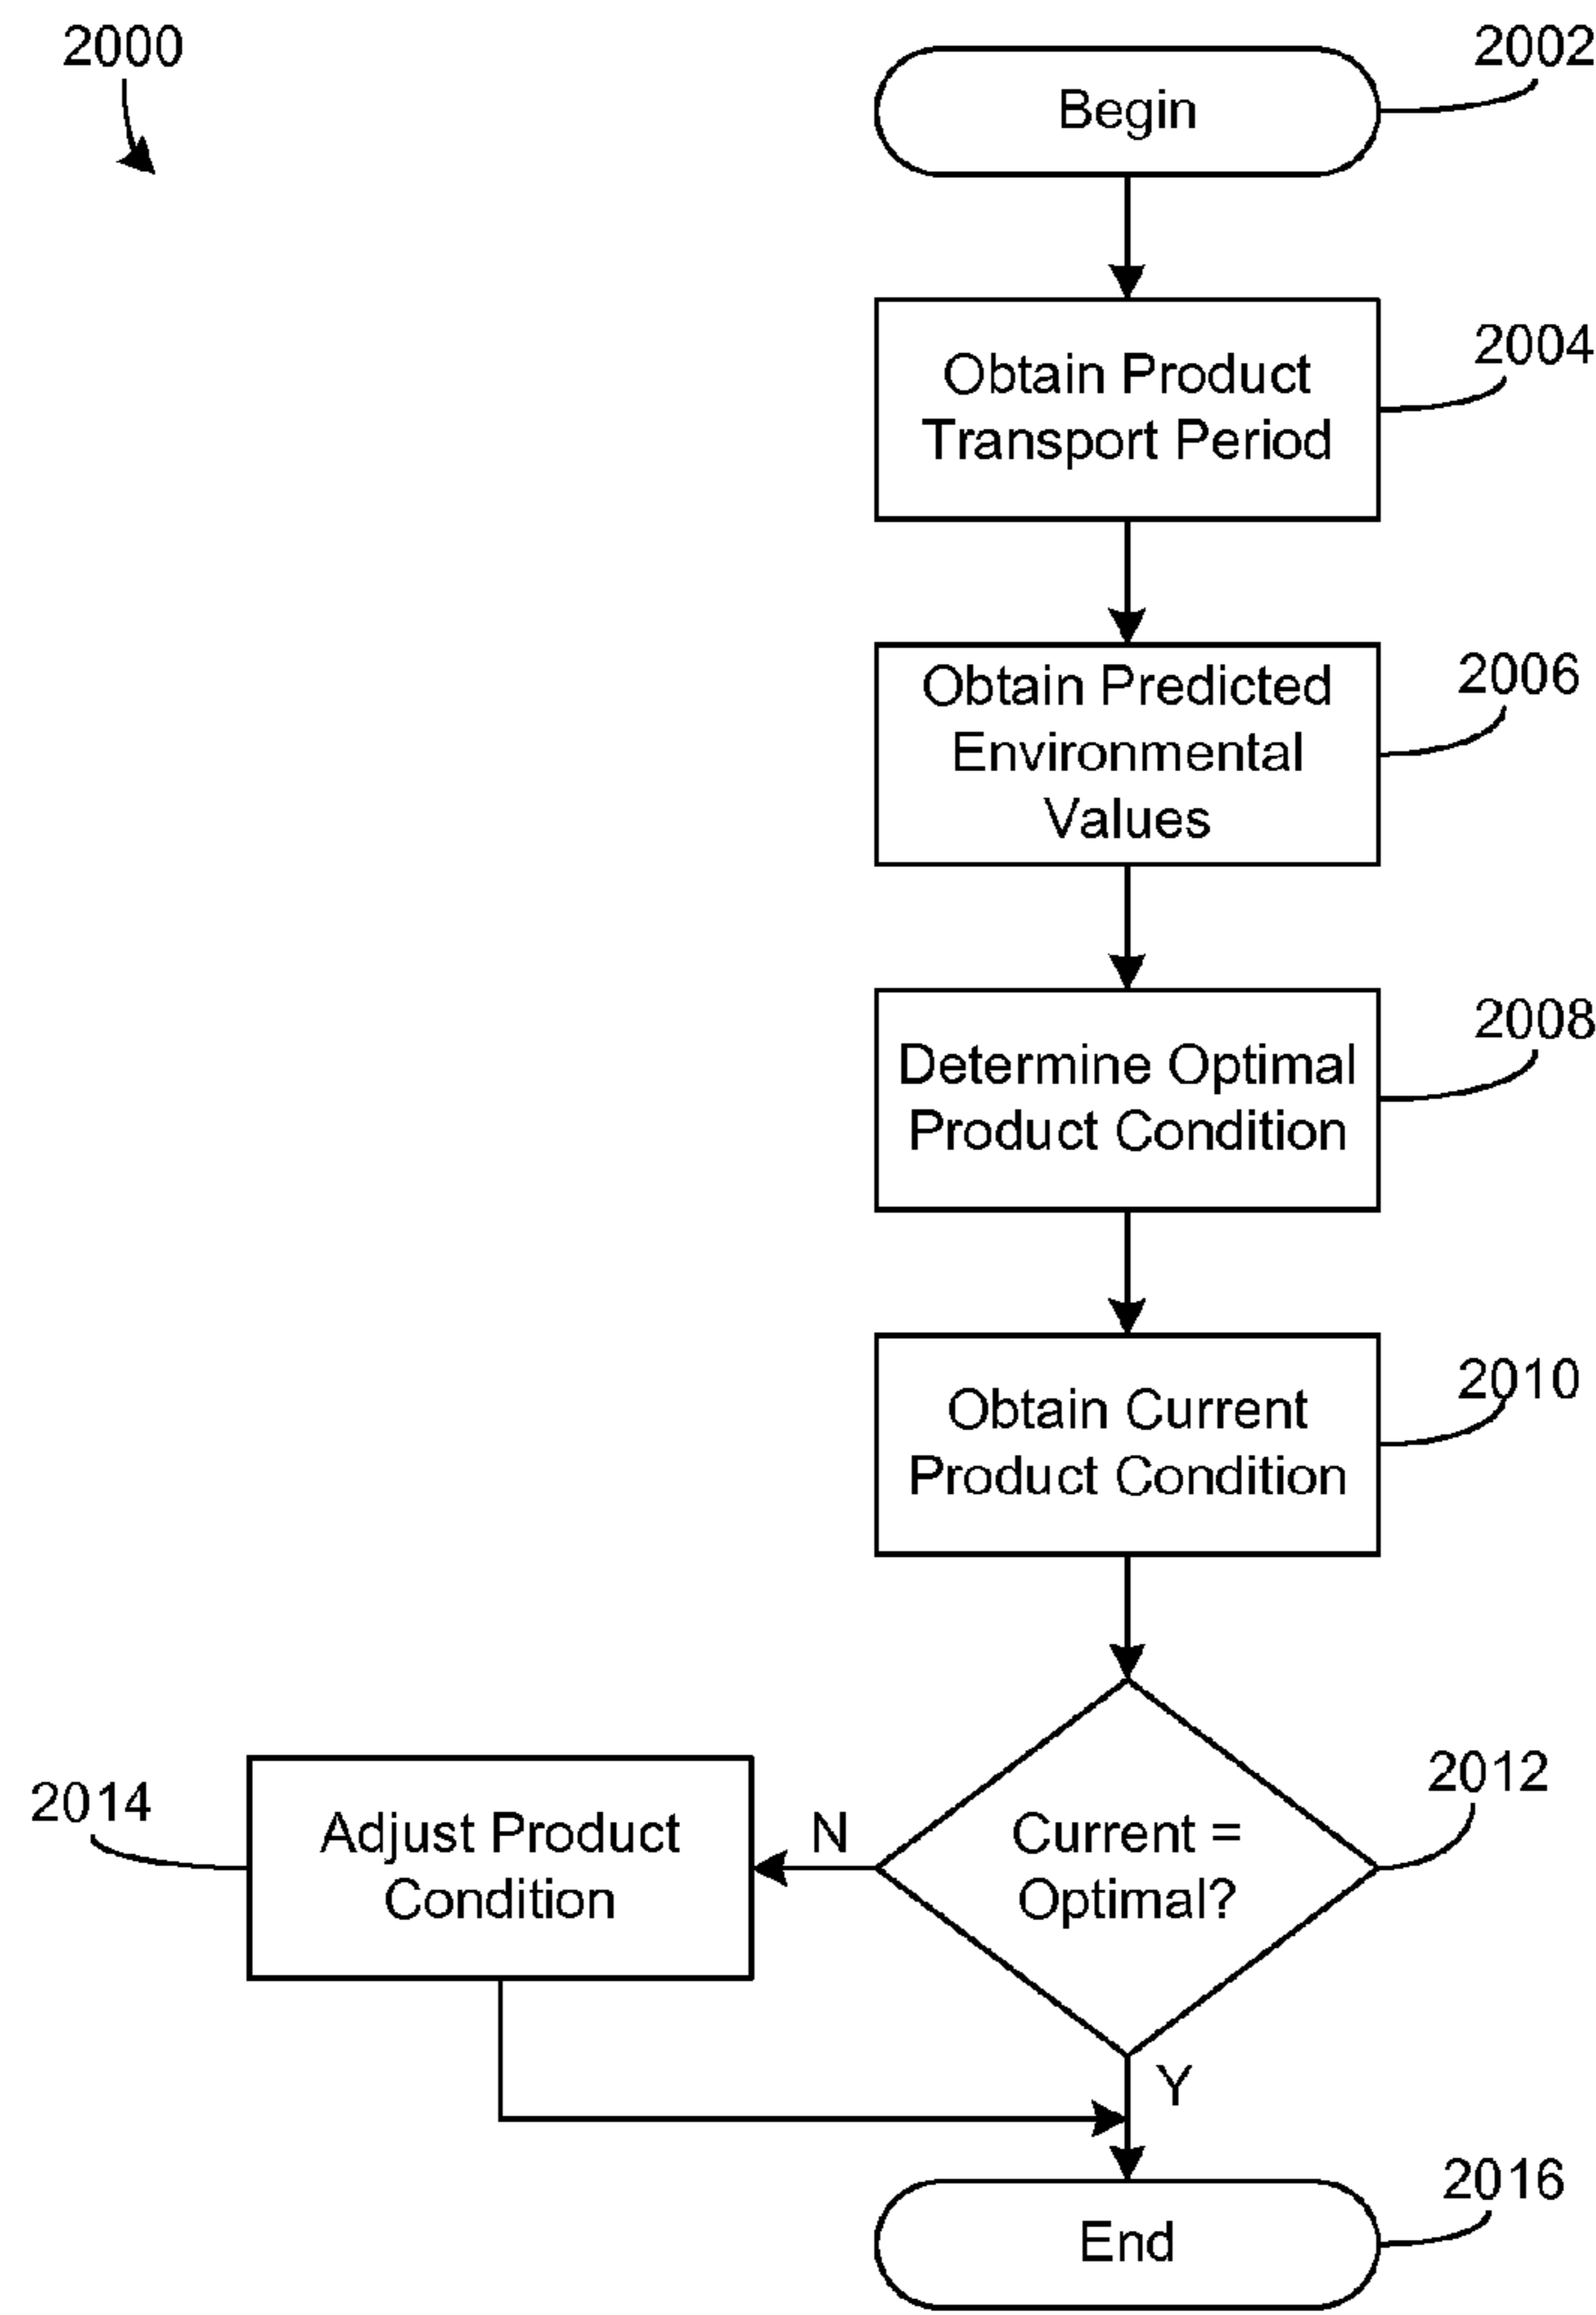 2000
Begin
2002
Obtain Product
Transport Period
2004
Obtain Predicted
Environmental
Values
2006
Determine Optimal
Product Condition
2008
Obtain Current
Product Condition
2010
Current =
Optimal?
2012
N
Adjust Product
Condition
2014
Y
End
2016